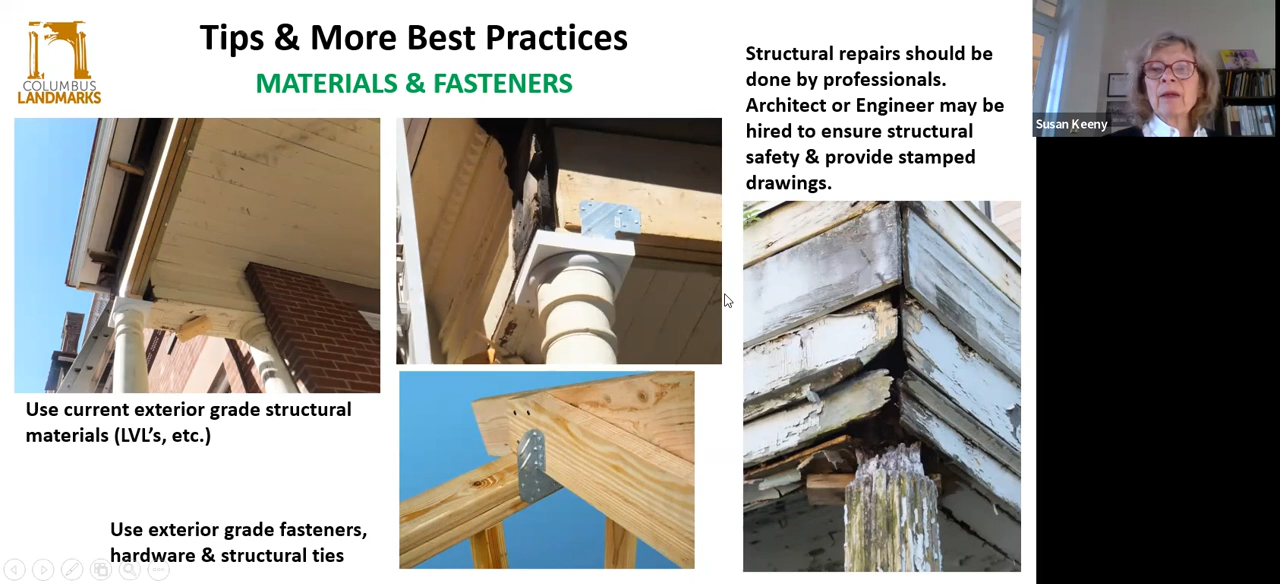 COLUMBUS
LANDMARKS
Tips & More Best Practices
MATERIALS & FASTENERS
Structural repairs should be
done by professionals.
Architect or Engineer may be
hired to ensure structural
safety & provide stamped
drawings.
Susan Keeny
Use current exterior grade structural
materials (LVL’s, etc.)
Use exterior grade fasteners,
hardware & structural ties